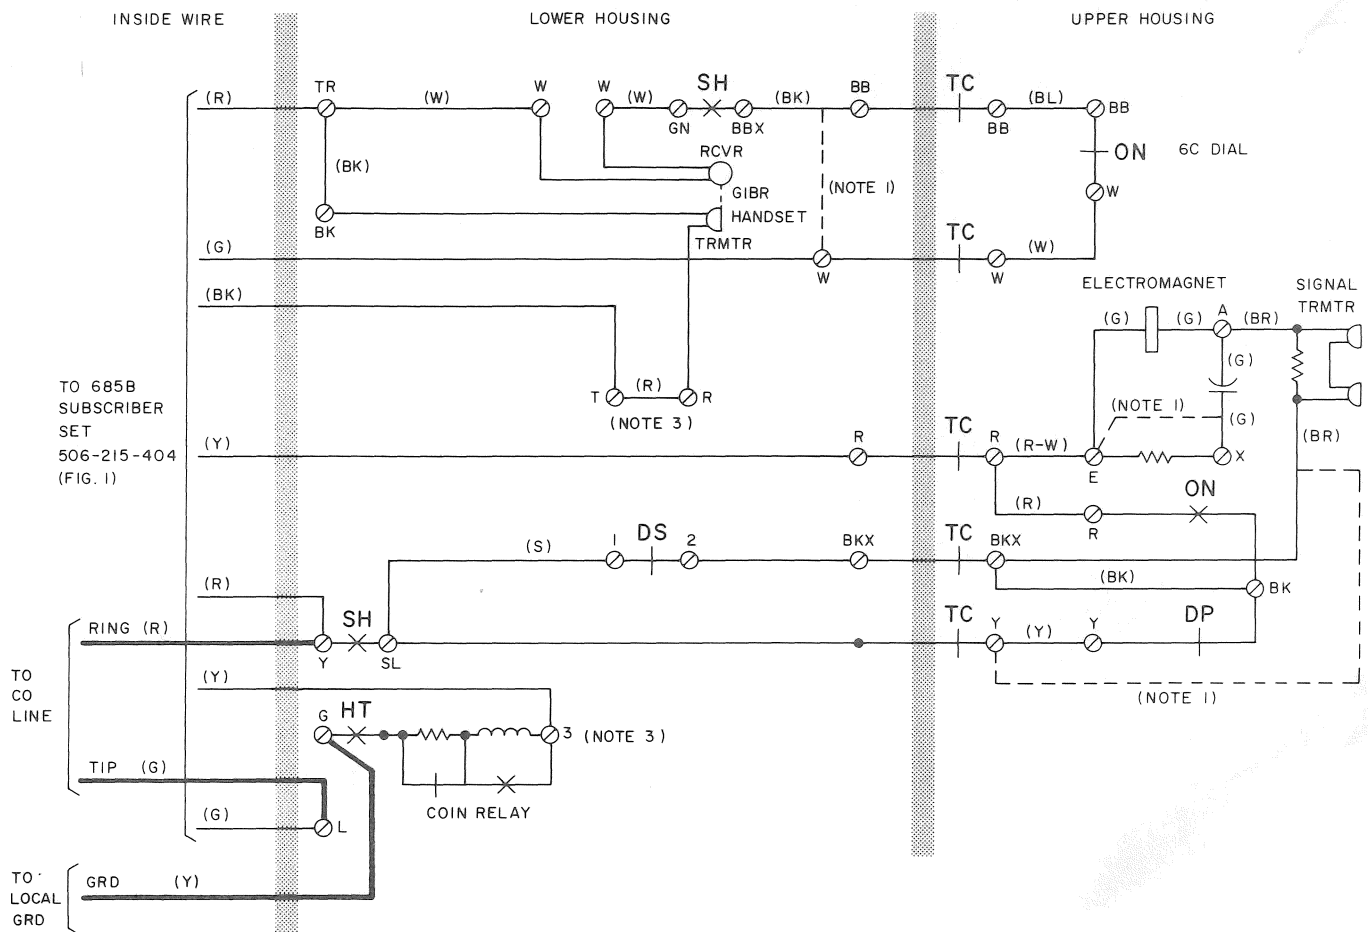 INSIDE WIRE
LOWER HOUSING
UPPER HOUSING
(R)
TR
(W)
W
W
(W)
SH
GN
BBX
(BK)
BB
TC
BB
(BL)
BB
ON
6C DIAL
(BK)
RCVR
GIBR
(NOTE 1)
W
BK
HANDSET
TRMTR
(G)
W
TC
W
(W)
(BK)
ELECTROMAGNET
SIGNAL
TRMTR
(G)
(G)
A
(BR)
(G)
TO 685B
SUBSCRIBER
SET
506-215-404
(FIG. 1)
T
(R)
R
(NOTE 3)
(NOTE 1)
(G)
(BR)
(Y)
R
TC
R
(R-W)
E
X
(R)
R
ON
(S)
1
DS
2
BKX
TC
BKX
(BK)
BK
(R)
RING (R)
Y
SH
SL
TC
Y
(Y)
Y
DP
(NOTE 1)
TO
CO
LINE
(Y)
G
HT
3 (NOTE 3)
TIP (G)
COIN RELAY
(G)
L
TO
LOCAL
GRD
GRD (Y)